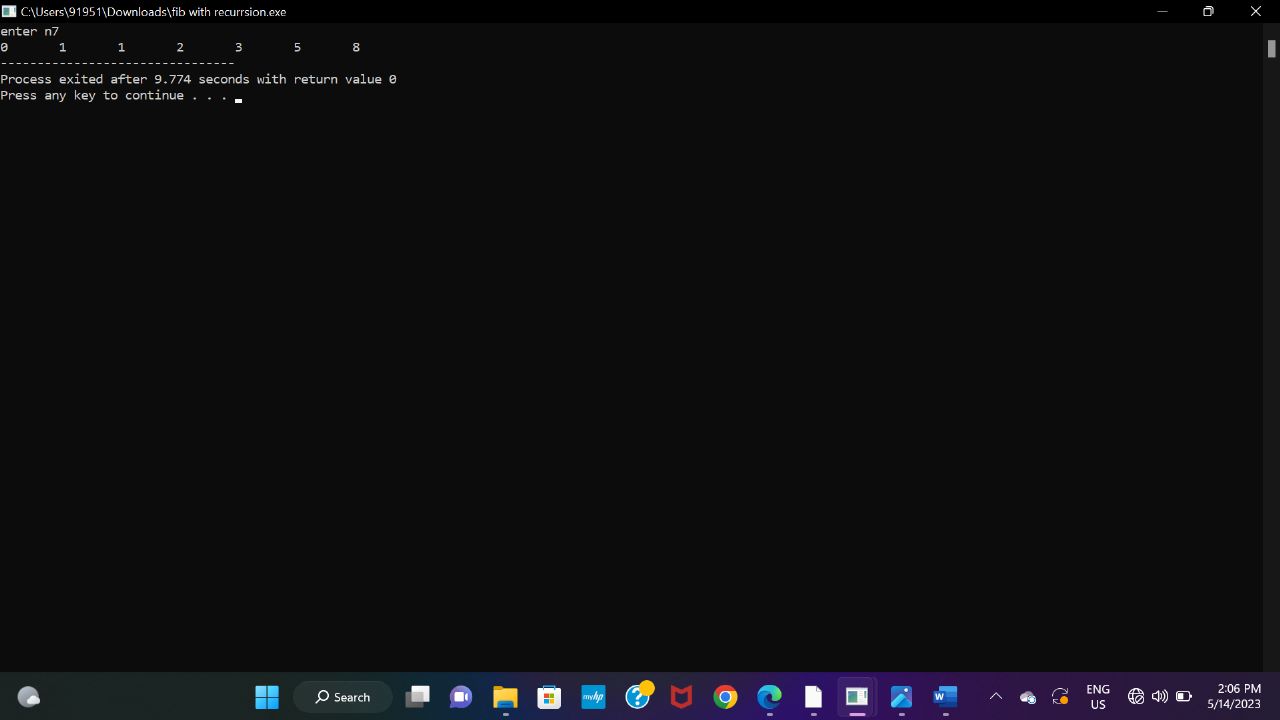 C:\Users\91951\Downloads\fib with recurrsion.exe
enter n7
0 1 1 2 3 5 8
--------------------------------
Process exited after 9.774 seconds with return value 0
Press any key to continue . . .
Search
myhp
W
ENG
US
2:06 PM
5/14/2023